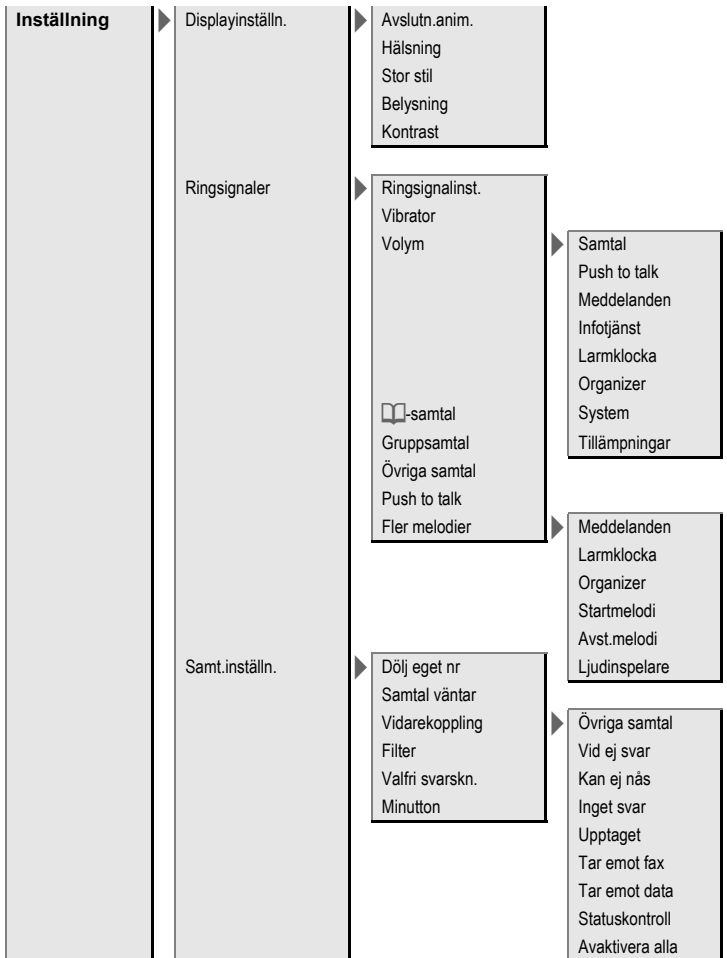 Inställning
Displayinställn.
Avslutn.anim.
Hälsning
Stor stil
Belysning
Kontrast
Ringsignaler
Ringsignalinst.
Vibrator
Volym
Samtal
Push to talk
Meddelanden
Infotjänst
Larmklocka
Organizer
System
Tillämpningar
-samtal
Gruppsamtal
Övriga samtal
Push to talk
Fler melodier
Meddelanden
Larmklocka
Organizer
Startmelodi
Avst.melodi
Ljudinspelare
Samt.inställn.
Dölj eget nr
Samtal väntar
Vidarekoppling
Övriga samtal
Vid ej svar
Kan ej nås
Inget svar
Upptaget
Tar emot fax
Tar emot data
Statuskontroll
Avaktivera alla
Filter
Valfri svarskn.
Minutton